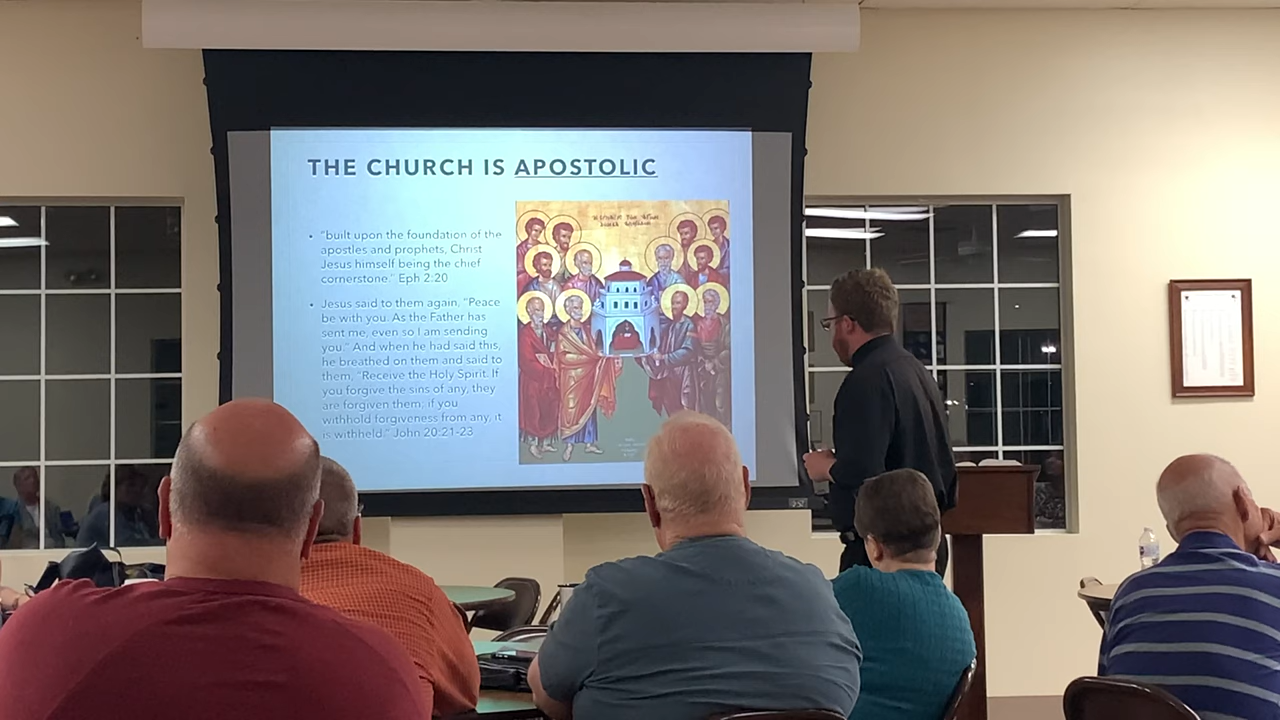 THE CHURCH IS APOSTOLIC
• "built upon the foundation of the
apostles and prophets, Christ
Jesus himself being the chief
cornerstone." Eph 2:20
• Jesus said to them again, "Peace
be with you. As the Father has
sent me, even so I am sending
you." And when he had said this,
he breathed on them and said to
them, "Receive the Holy Spirit. If
you forgive the sins of any, they
are forgiven them; if you
withhold forgiveness from any, it
is withheld." John 20:21-23